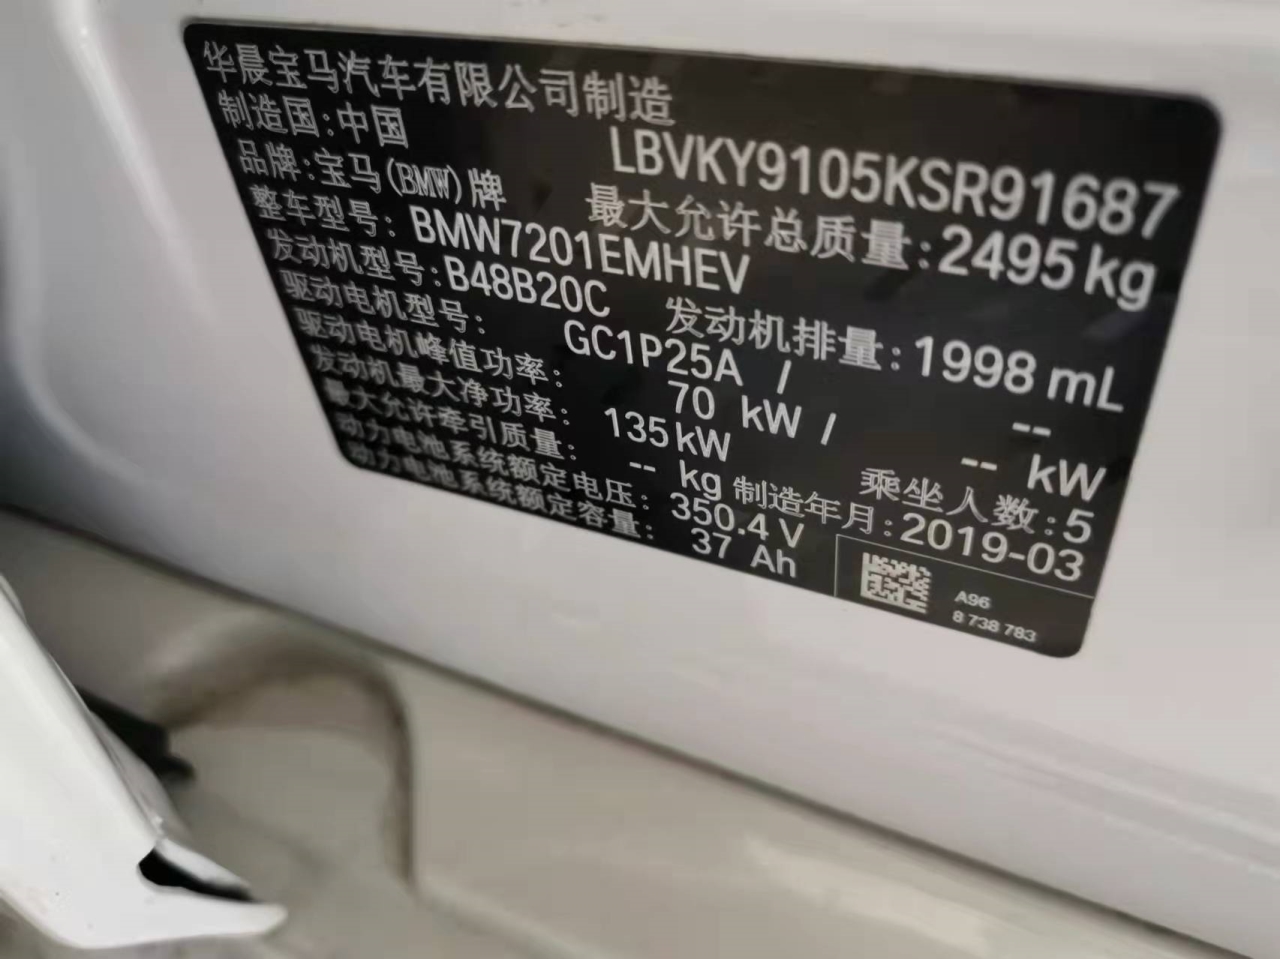 华晨宝马汽车有限公司制造
制造国:中国 LBVKY9105KSR91687
品牌:宝马(BMW)牌 最大允许总质量:2495kg
整车型号:BMW7201EMHEV
发动机型号:B48B20C 发动机排量:1998 mL
驱动电机型号: GC1P25A / --
驱动电机峰值功率: 70 kW / -- kW
发动机最大净功率: 135kW 乘坐人数:5
最大允许牵引质量: -- kg 制造年月:2019-03
动力电池系统额定电压: 350.4 V
动力电池系统额定容量: 37 Ah
A96
8 738 783